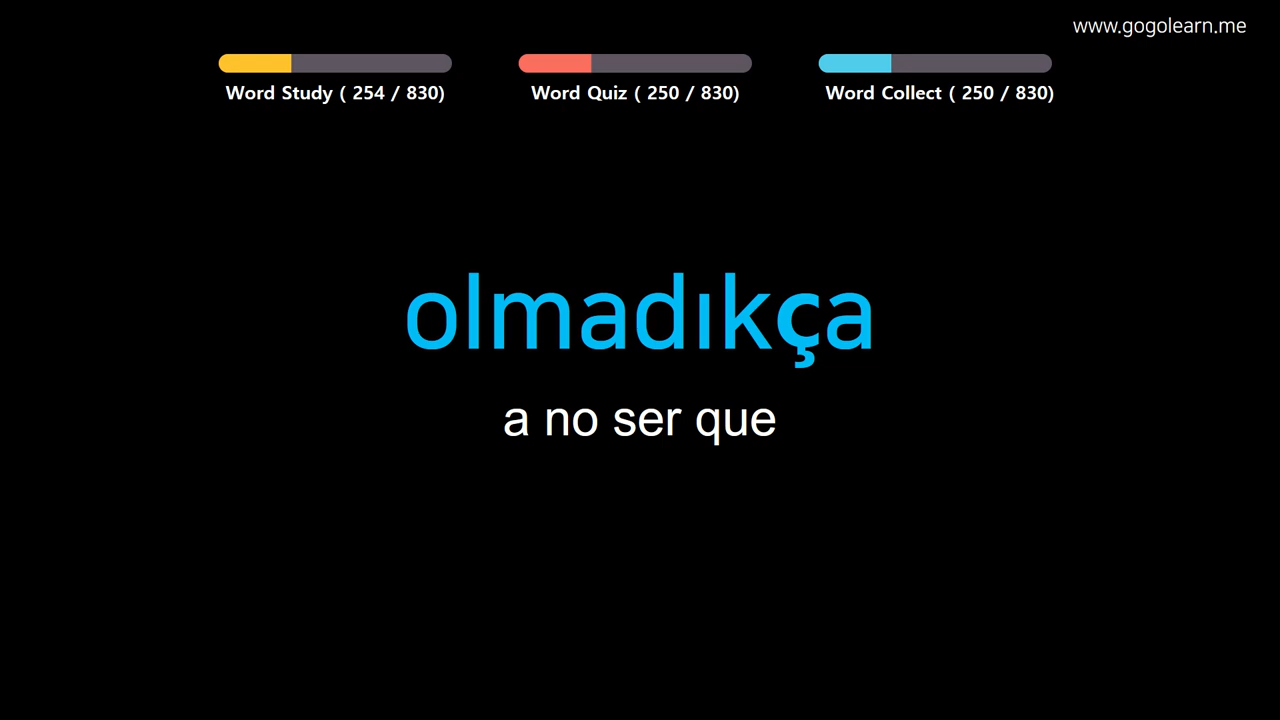 www.gogolearn.me
Word Study ( 254 / 830)
Word Quiz ( 250 / 830)
Word Collect ( 250 / 830)
olmadıkça
a no ser que